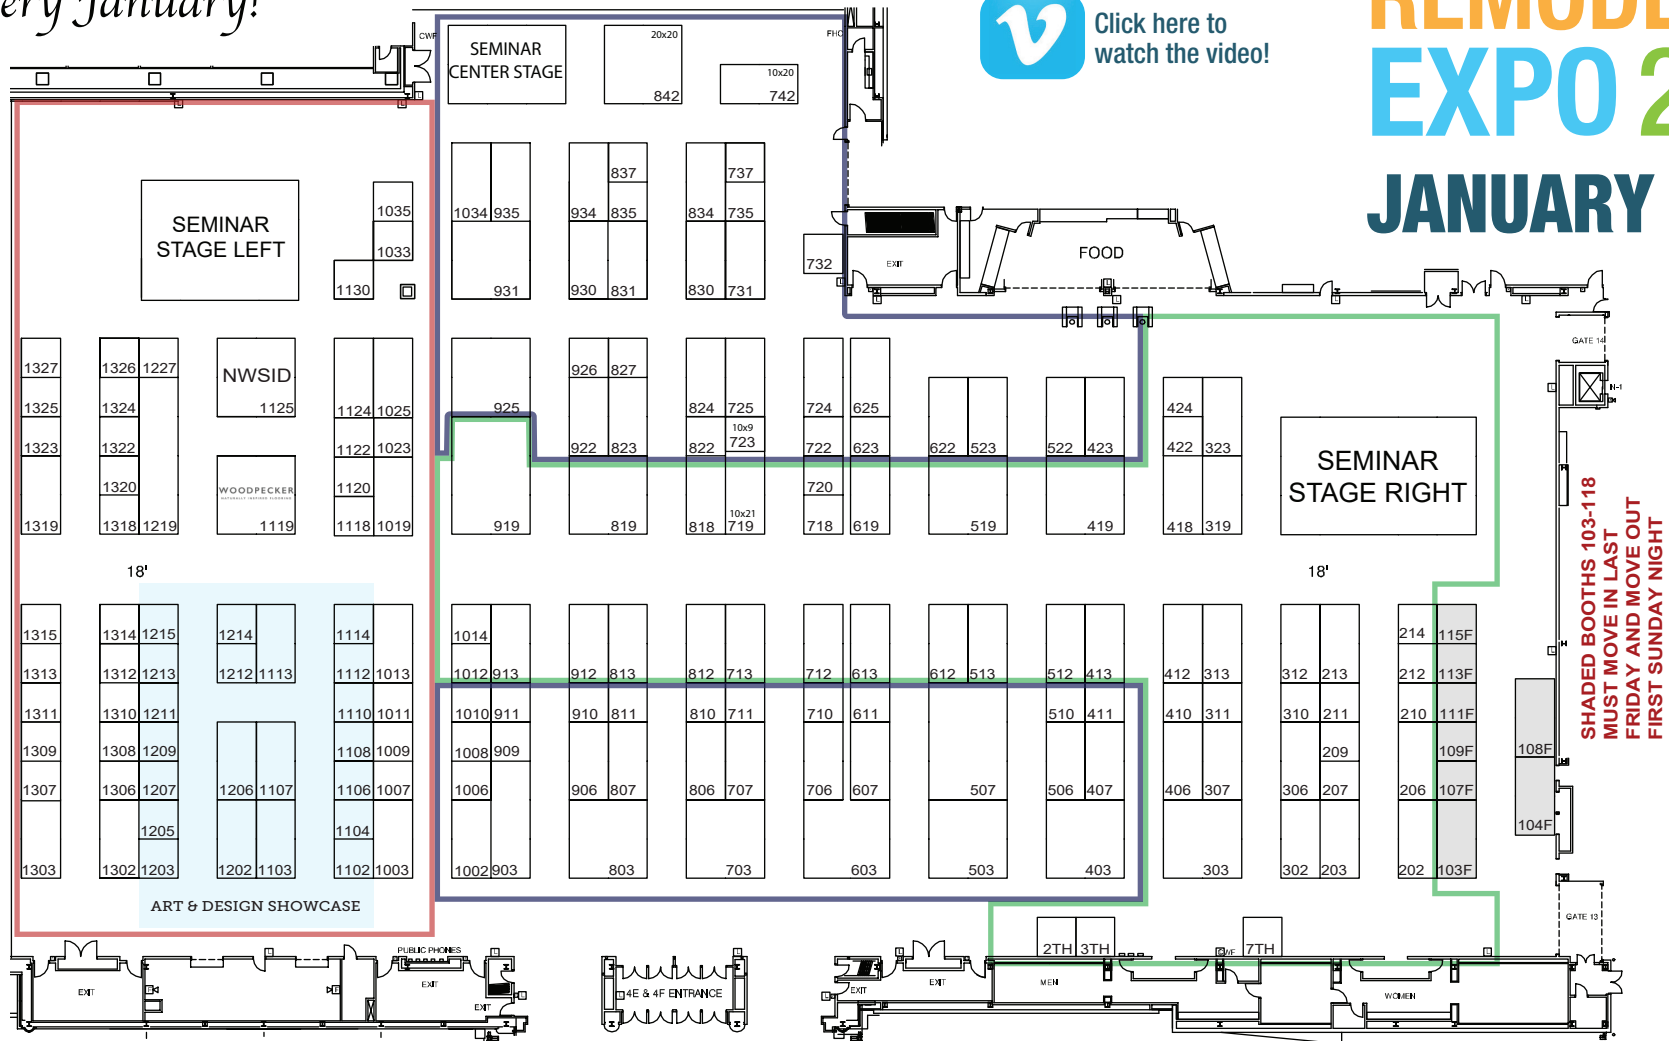 ery January!
Click here to
watch the video!
REMODEL
EXPO 2
JANUARY
CWF
FHC
SEMINAR
CENTER STAGE
20x20
842
10x20
742
SEMINAR
STAGE LEFT
1035
1033
1130
837
737
1034 935 934 835 834 735
732
931 930 831 830 731
EXIT
FOOD
GATE 14
1327 1326 1227
NWSID
1125
926 827
1325 1324 1124 1025 925 824 725 724 625 424
10x9
723
1323 1322 1122 1023 922 823 822 722 623 622 523 522 423 422 323
SEMINAR
STAGE RIGHT
1320
WOODPECKER
1120 720
10x21
1319 1318 1219 1119 1118 1019 919 819 818 719 718 619 519 419 418 319
SHADED BOOTHS 103-118
MUST MOVE IN LAST
FRIDAY AND MOVE OUT
FIRST SUNDAY NIGHT
18'
18'
1315 1314 1215 1214 1114 1014 214 115F
1313 1312 1213 1212 1113 1112 1013 1012 913 912 813 812 713 712 613 612 513 512 413 412 313 312 213 212 113F
1311 1310 1211 1110 1011 1010 911 910 811 810 711 710 611 510 411 410 311 310 211 210 111F
1309 1308 1209 1108 1009 1008 909 209 109F 108F
1307 1306 1207 1206 1107 1106 1007 1006 906 807 806 707 706 607 507 506 407 406 307 306 207 206 107F
1205 1104 104F
1303 1302 1203 1202 1103 1102 1003 1002 903 803 703 603 503 403 303 302 203 202 103F
ART & DESIGN SHOWCASE
GATE 13
2TH 3TH 7TH
PUBLIC PHONES
EXIT
EXIT
EXIT
4E & 4F ENTRANCE
EXIT
EXIT
MEN
WOMEN